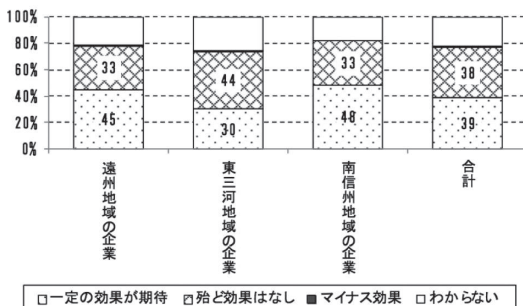 100%
80%
60%
40%
20%
0%
33
45
44
30
33
48
38
39
遠州地域の企業
東三河地域の企業
南信州地域の企業
合計
一定の効果が期待 殆ど効果はなし マイナス効果 わからない